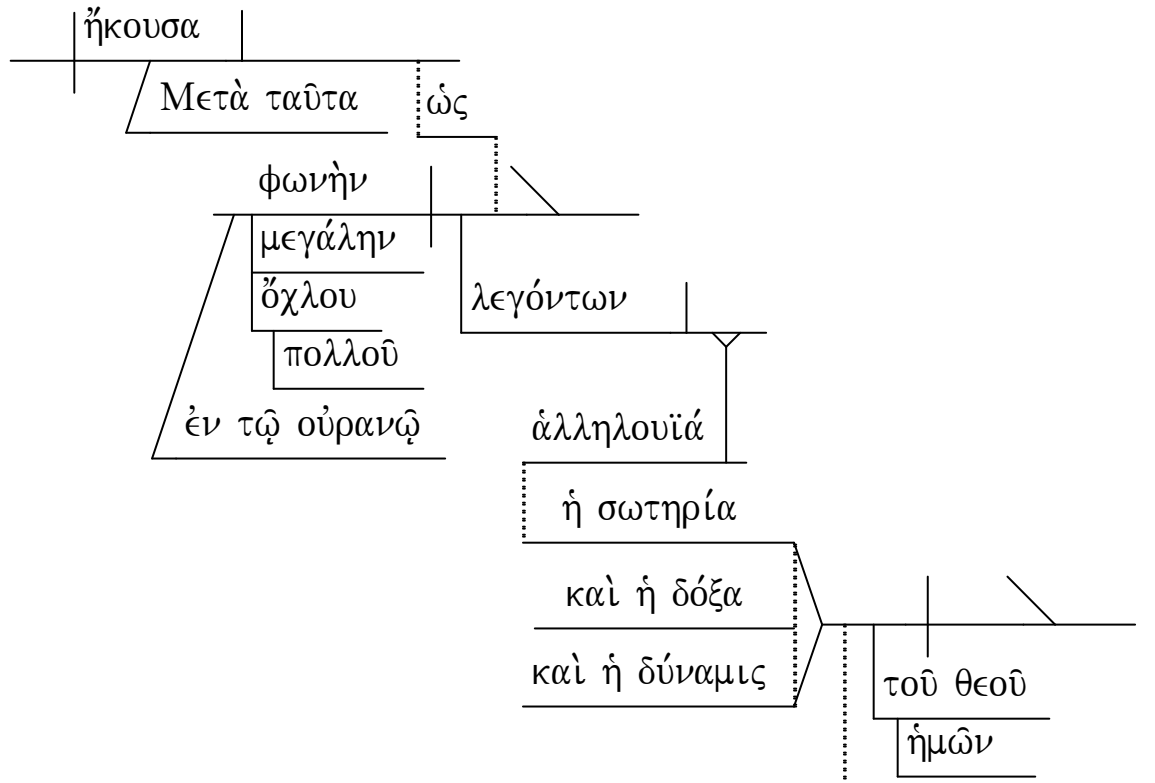 ἤκουσα
Μετὰ ταῦτα
ὡς
φωνὴν
μεγάλην
ὄχλου
λεγόντων
πολλοῦ
ἐν τῷ οὐρανῷ
ἁλληλουϊά
ἡ σωτηρία
καὶ ἡ δόξα
καὶ ἡ δύναμις
τοῦ θεοῦ
ἡμῶν